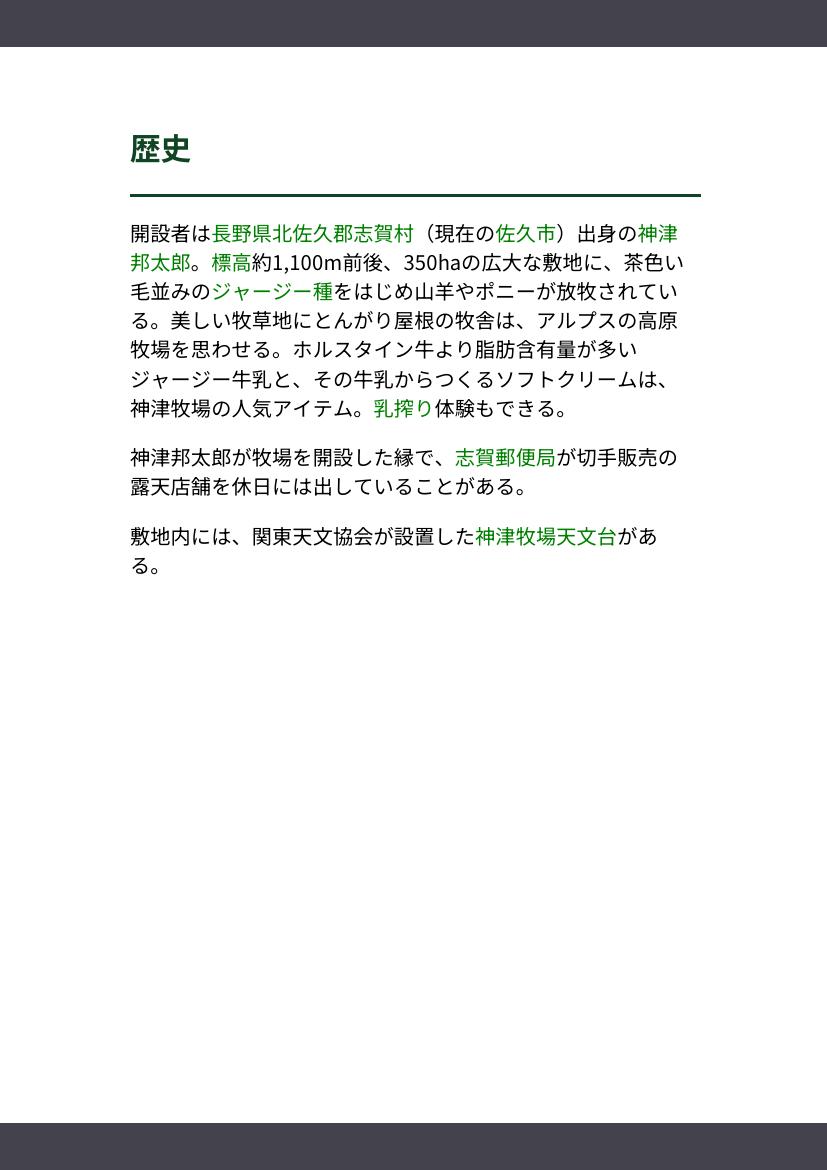 歴史
開設者は長野県北佐久郡志賀村（現在の佐久市）出身の神津
邦太郎。標高約1,100m前後、350haの広大な敷地に、茶色い
毛並みのジャージー種をはじめ山羊やポニーが放牧されてい
る。美しい牧草地にとんがり屋根の牧舎は、アルプスの高原
牧場を思わせる。ホルスタイン牛より脂肪含有量が多い
ジャージー牛乳と、その牛乳からつくるソフトクリームは、
神津牧場の人気アイテム。乳搾り体験もできる。
神津邦太郎が牧場を開設した縁で、志賀郵便局が切手販売の
露天店舗を休日には出していることがある。
敷地内には、関東天文協会が設置した神津牧場天文台があ
る。